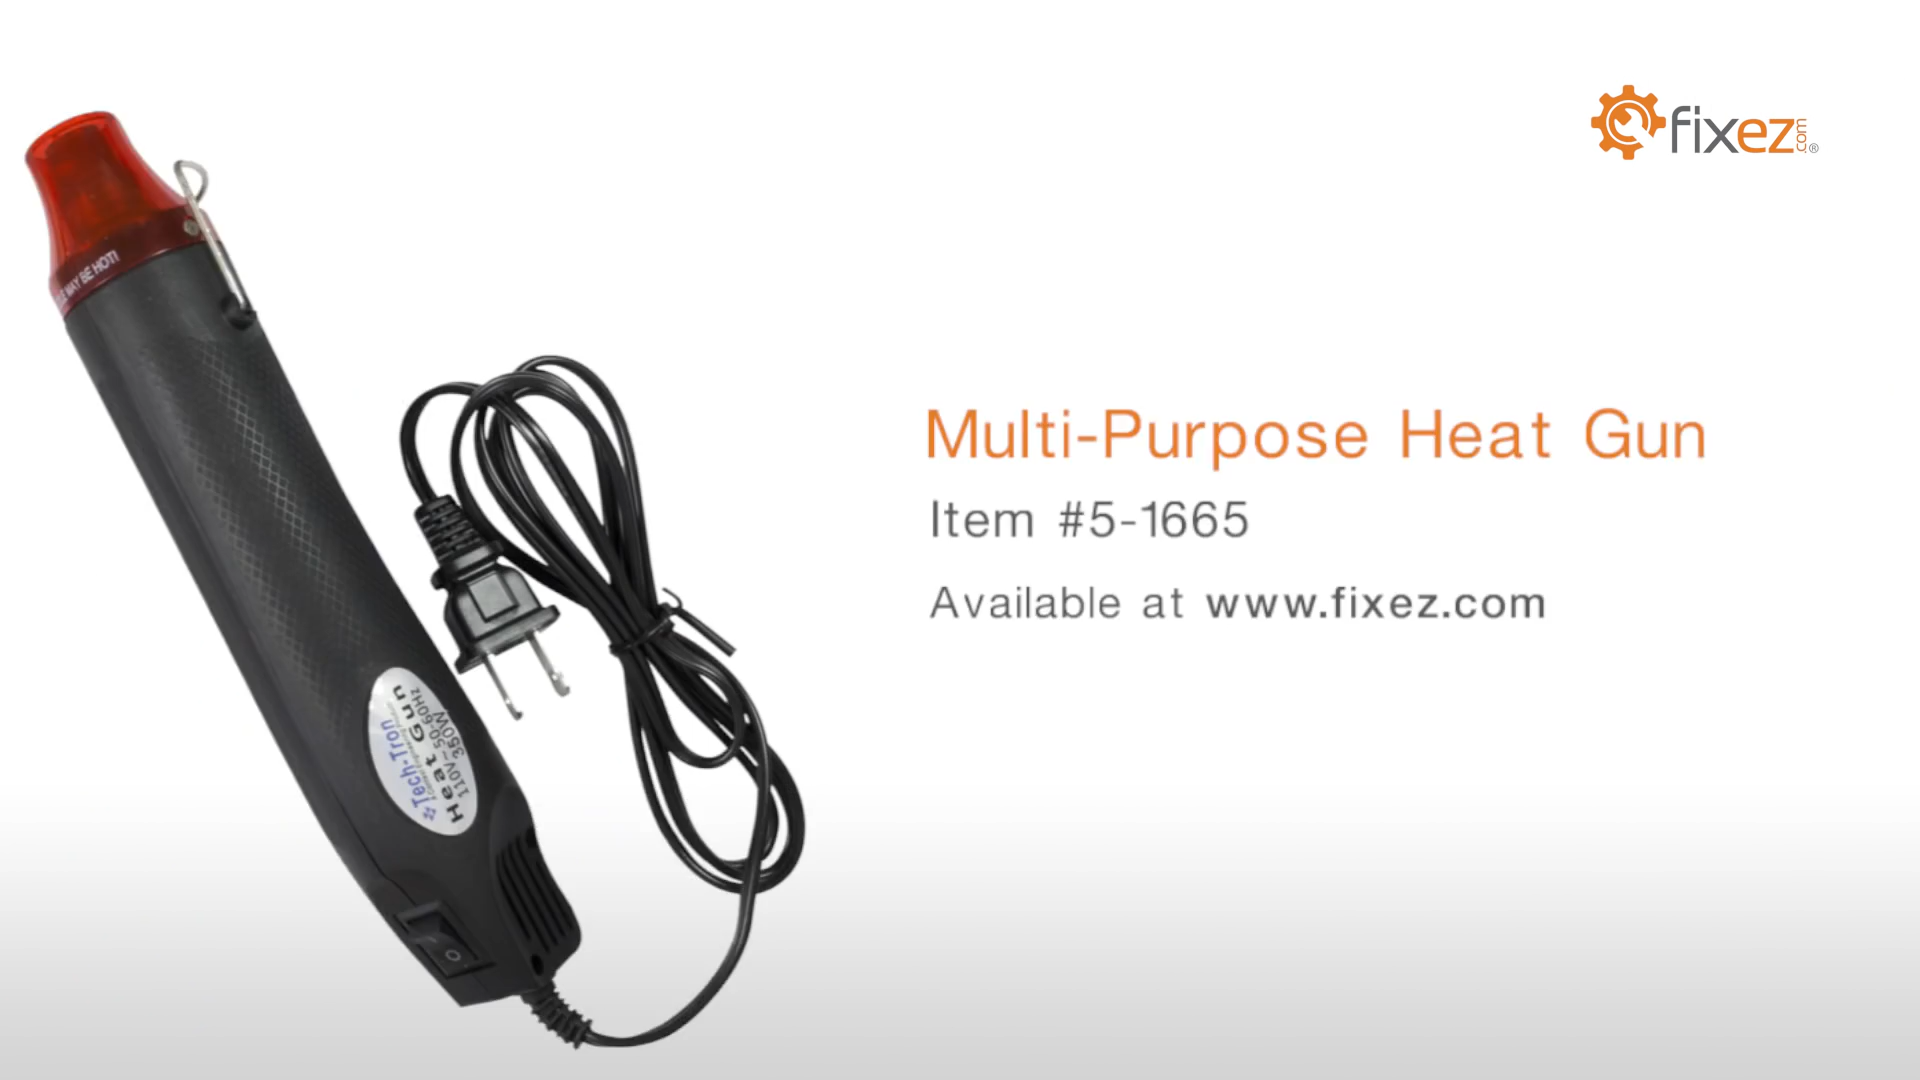 fixez.com®
Multi-Purpose Heat Gun
Item #5-1665
Available at www.fixez.com
MAY BE HOT!
Tech-Tron
Heat Gun
110V~50-60Hz
350W
O